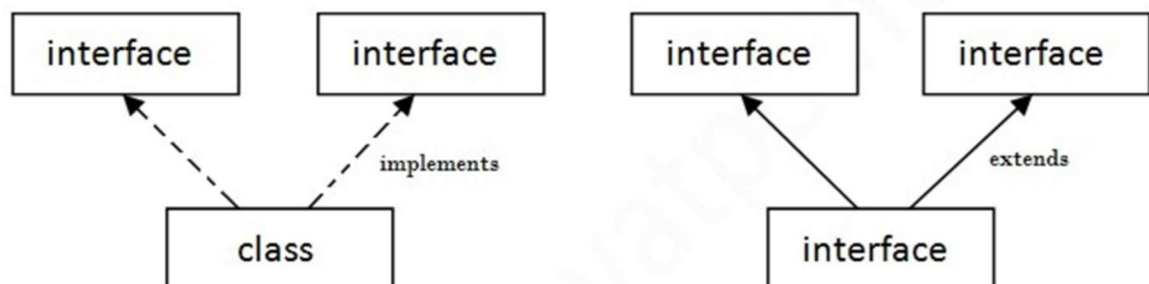 interface interface interface interface
implements extends
class interface